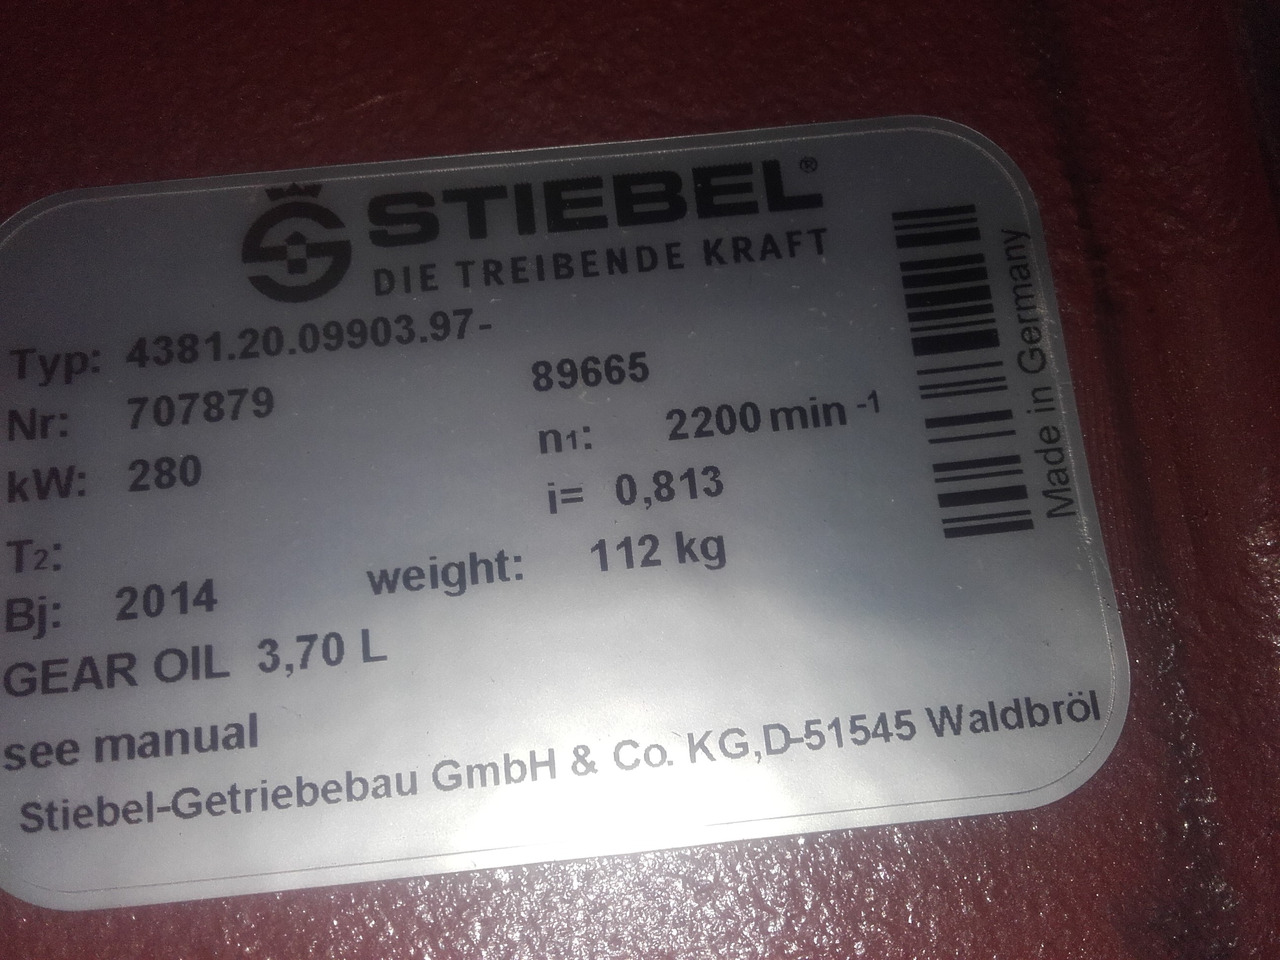 STIEBEL®
DIE TREIBENDE KRAFT
Typ: 4381.20.09903.97-
Nr: 707879 89665
kW: 280 n1: 2200 min -1
T2: i= 0,813
Bj: 2014 weight: 112 kg
GEAR OIL 3,70 L
see manual
Stiebel-Getriebebau GmbH & Co. KG,D-51545 Waldbröl
Made in Germany